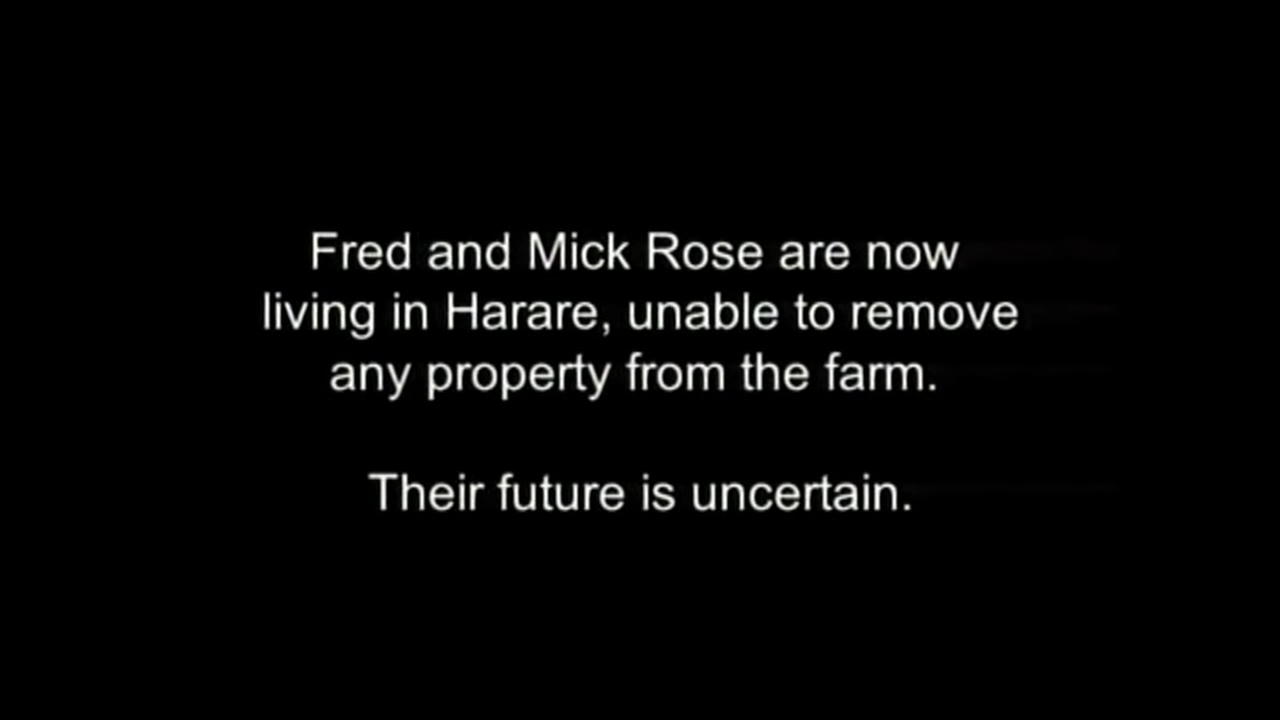 Fred and Mick Rose are now
living in Harare, unable to remove
any property from the farm.
Their future is uncertain.